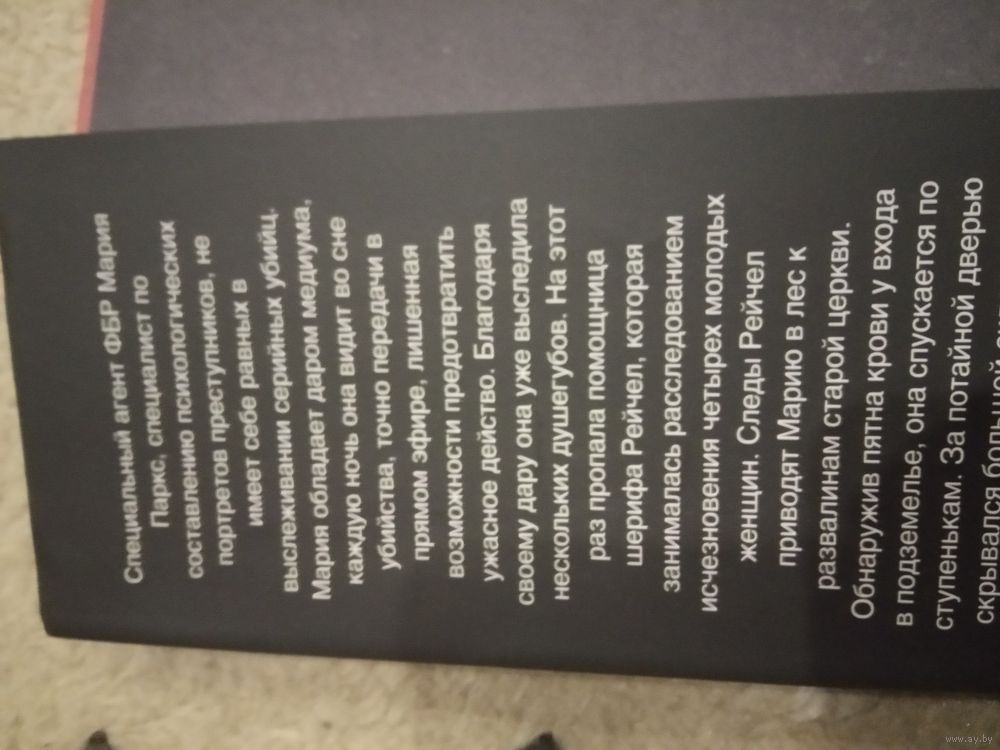 Специальный агент ФБР Мария
Паркс, специалист по
составлению психологических
портретов преступников, не
имеет себе равных в
выслеживании серийных убийц.
Мария обладает даром медиума,
каждую ночь она видит во сне
убийства, точно передачи в
прямом эфире, лишенная
возможности предотвратить
ужасное действо. Благодаря
своему дару она уже выследила
нескольких душегубов. На этот
раз пропала помощница
шерифа Рейчел, которая
занималась расследованием
исчезновения четырех молодых
женщин. Следы Рейчел
приводят Марию в лес к
развалинам старой церкви.
Обнаружив пятна крови у входа
в подземелье, она спускается по
ступенькам. За потайной дверью
скрывался
www.ay.by